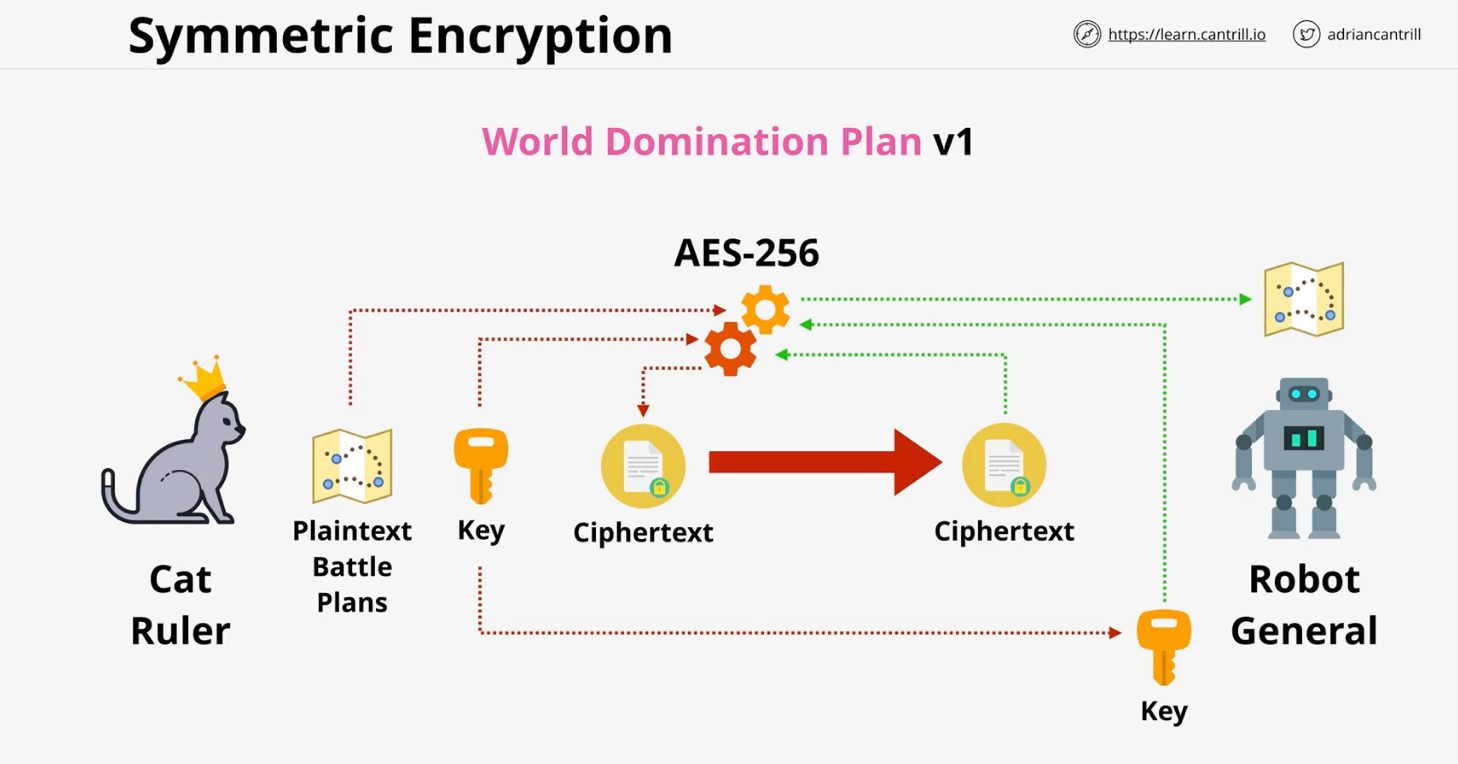 Symmetric Encryption
https://learn.cantrill.io
adriancantrill
World Domination Plan v1
AES-256
Plaintext
Battle
Plans
Key
Ciphertext
Ciphertext
Cat
Ruler
Robot
General
Key